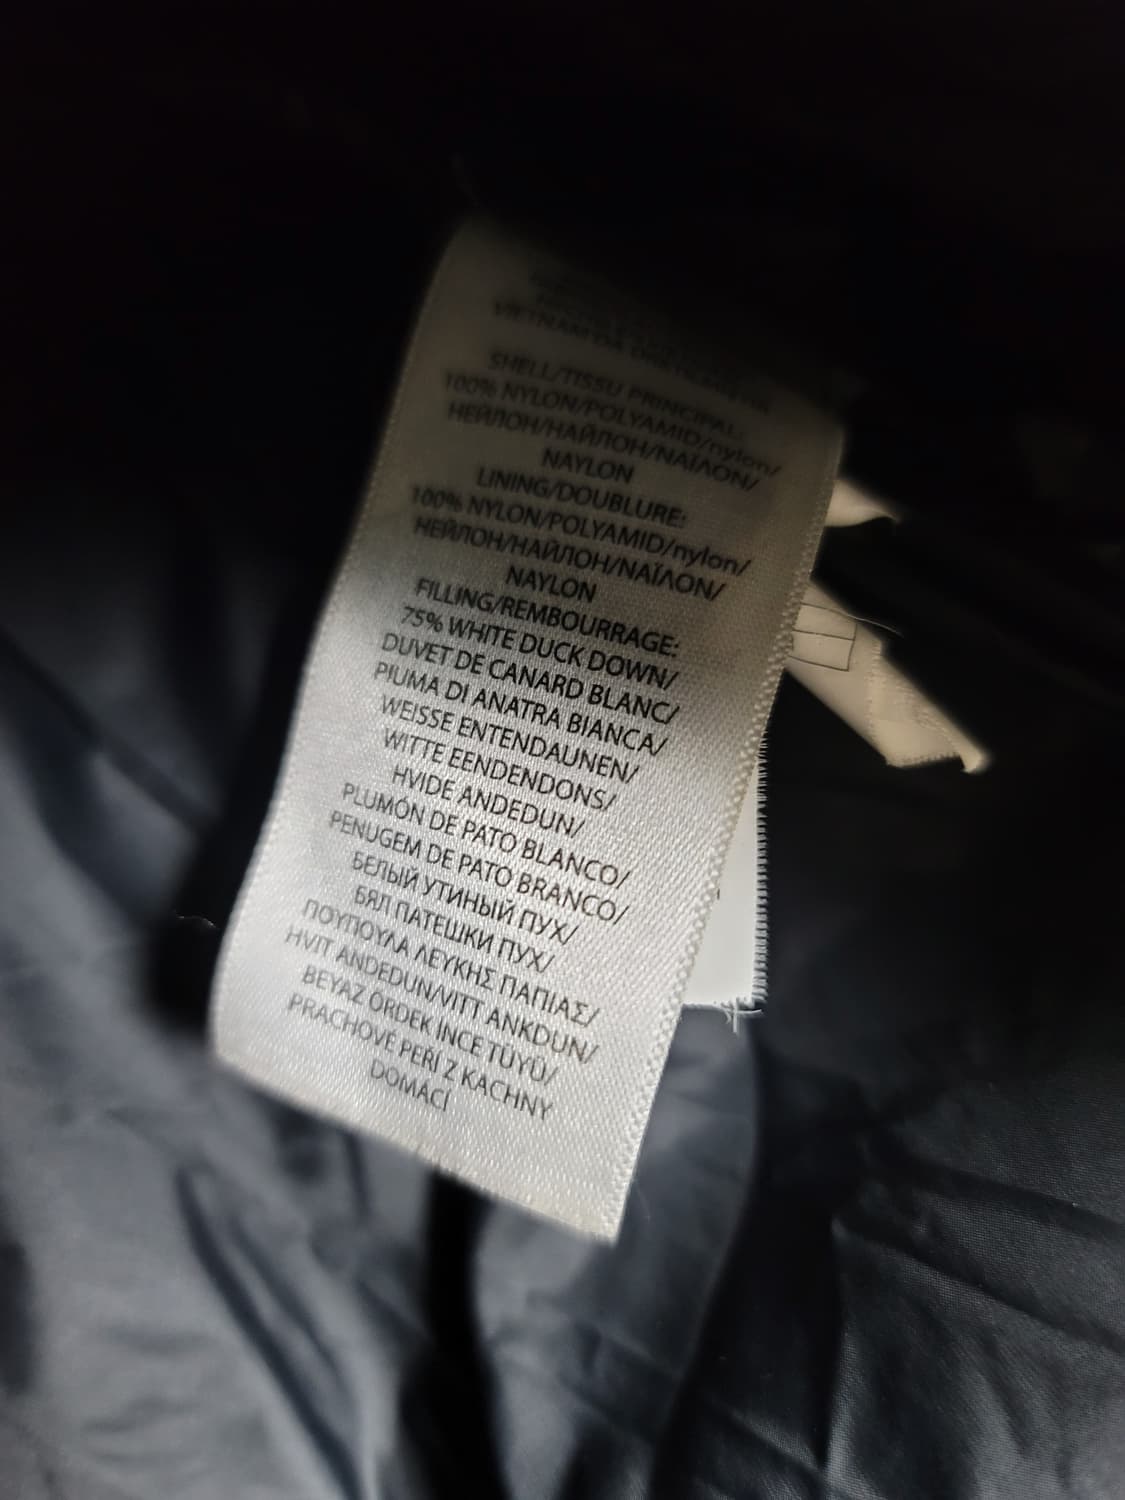 SHELL/TISSU PRINCIPAL:
100% NYLON/POLYAMID/nylon/
НЕЙЛОН/НАЙЛОН/ΝΑΪΛΟΝ/
NAYLON
LINING/DOUBLURE:
100% NYLON/POLYAMID/nylon/
НЕЙЛОН/НАЙЛОН/ΝΑΪΛΟΝ/
NAYLON
FILLING/REMBOURRAGE:
75% WHITE DUCK DOWN/
DUVET DE CANARD BLANC/
PIUMA DI ANATRA BIANCA/
WEISSE ENTENDAUNEN/
WITTE EENDENDONS/
HVIDE ANDEDUN/
PLUMÓN DE PATO BLANCO/
PENUGEM DE PATO BRANCO/
БЕЛЫЙ УТИНЫЙ ПУХ/
БЯЛ ПАТЕШКИ ПУХ/
ΠΟΥΠΟΥΛΑ ΛΕΥΚΗΣ ΠΑΠΙΑΣ/
HVIT ANDEDUN/VITT ANKDUN/
BEYAZ ÖRDEK İNCE TÜYÜ/
PRACHOVÉ PEŘÍ Z KACHNY
DOMÁCÍ